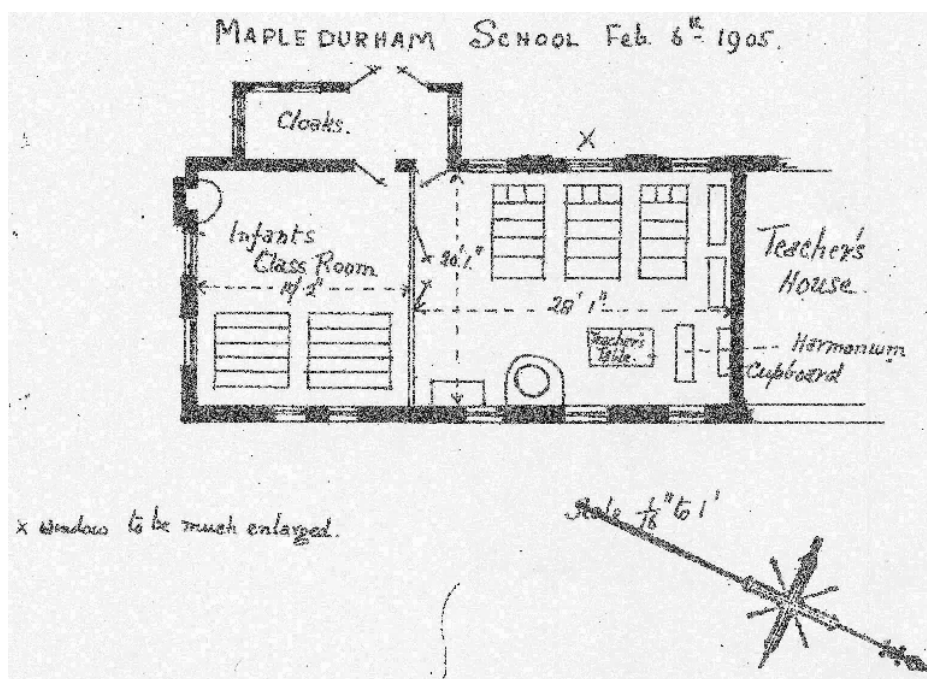 MAPLEDURHAM SCHOOL Feb. 6th 1905.
Cloaks.
X
Infants
Class Room
20' 1"
Teacher's
House.
28' 1"
Teacher's
Table.
Harmonium
Cupboard
x window to be much enlarged.
Scale 1/16" to 1'